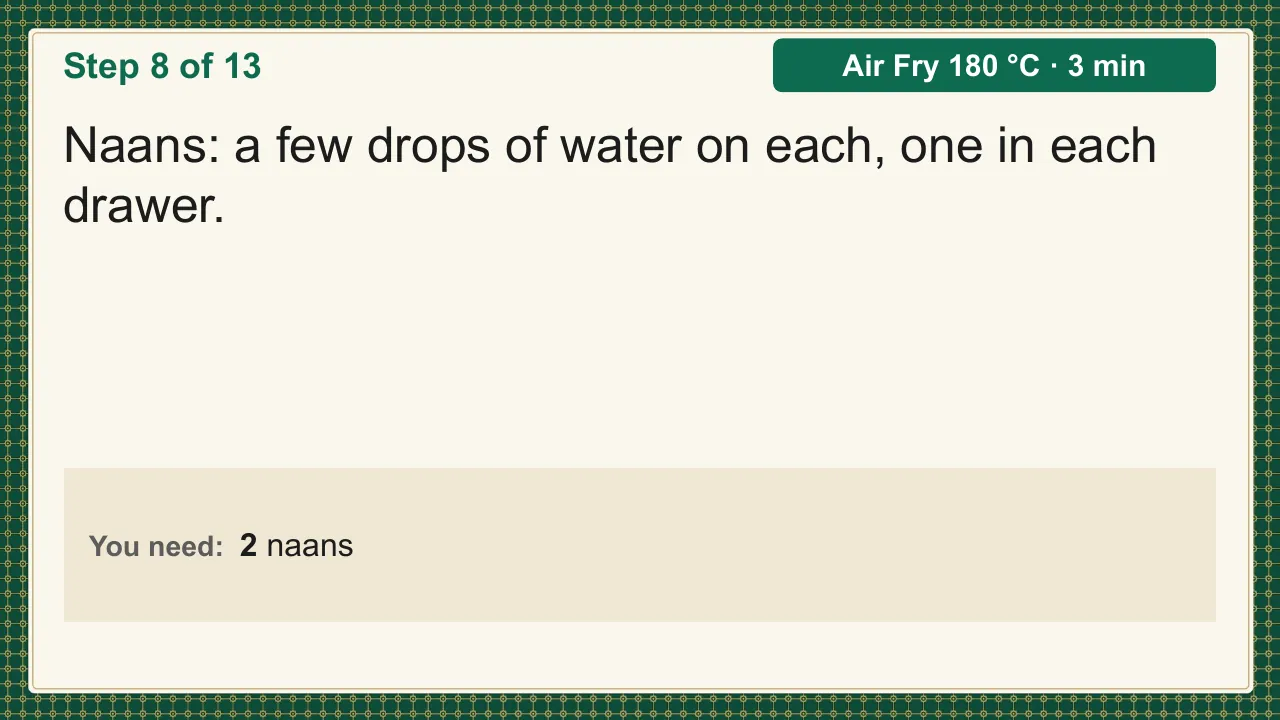 Step 8 of 13
Air Fry 180 °C · 3 min
Naans: a few drops of water on each, one in each
drawer.
You need: 2 naans